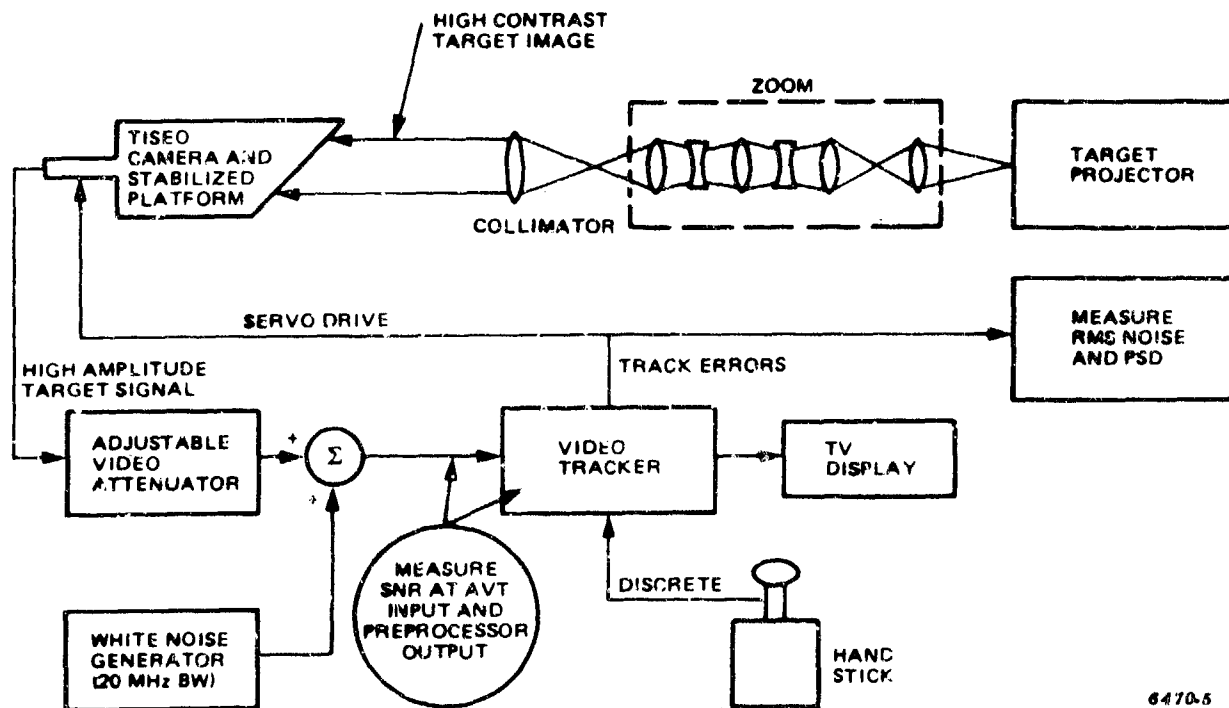 HIGH CONTRAST
TARGET IMAGE
ZOOM
TISEO
CAMERA AND
STABILIZED
PLATFORM
COLLIMATOR
TARGET
PROJECTOR
SERVO DRIVE
MEASURE
RMS NOISE
AND PSD
HIGH AMPLITUDE
TARGET SIGNAL
TRACK ERRORS
ADJUSTABLE
VIDEO
ATTENUATOR
+
Σ
+
VIDEO
TRACKER
TV
DISPLAY
MEASURE
SNR AT AVT
INPUT AND
PREPROCESSOR
OUTPUT
DISCRETE
WHITE NOISE
GENERATOR
(20 MHz BW)
HAND
STICK
6470-5